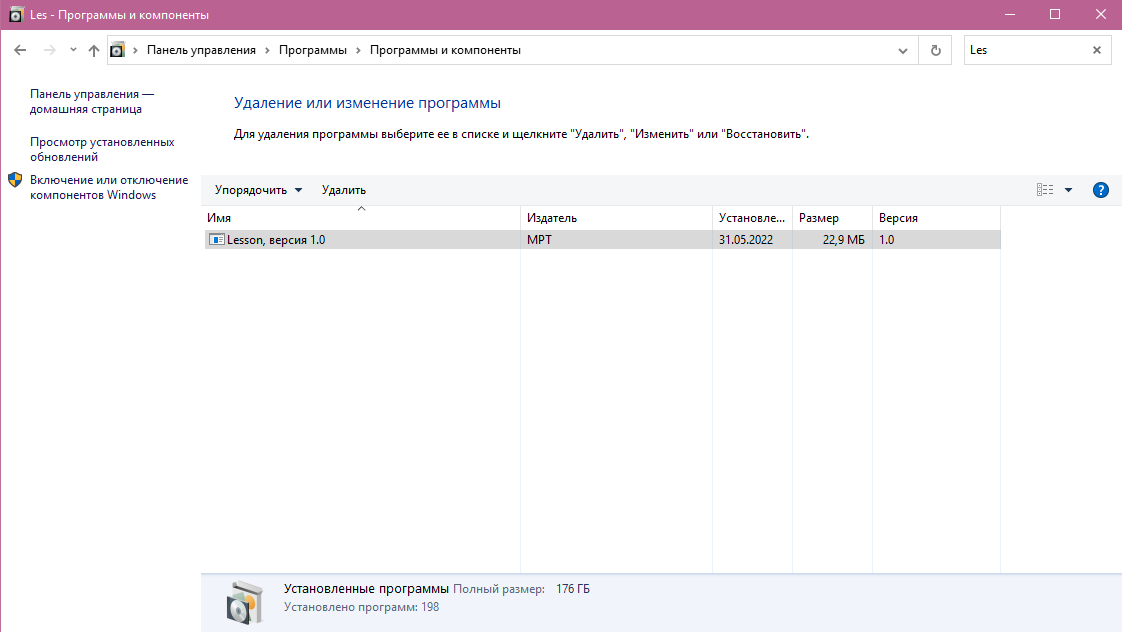 Les - Программы и компоненты
Панель управления
Программы
Программы и компоненты
Les
Панель управления —
домашняя страница
Просмотр установленных
обновлений
Включение или отключение
компонентов Windows
Удаление или изменение программы
Для удаления программы выберите ее в списке и щелкните "Удалить", "Изменить" или "Восстановить".
Упорядочить Удалить
Имя Издатель Установле... Размер Версия
Lesson, версия 1.0 МРТ 31.05.2022 22,9 МБ 1.0
Установленные программы Полный размер: 176 ГБ
Установлено программ: 198